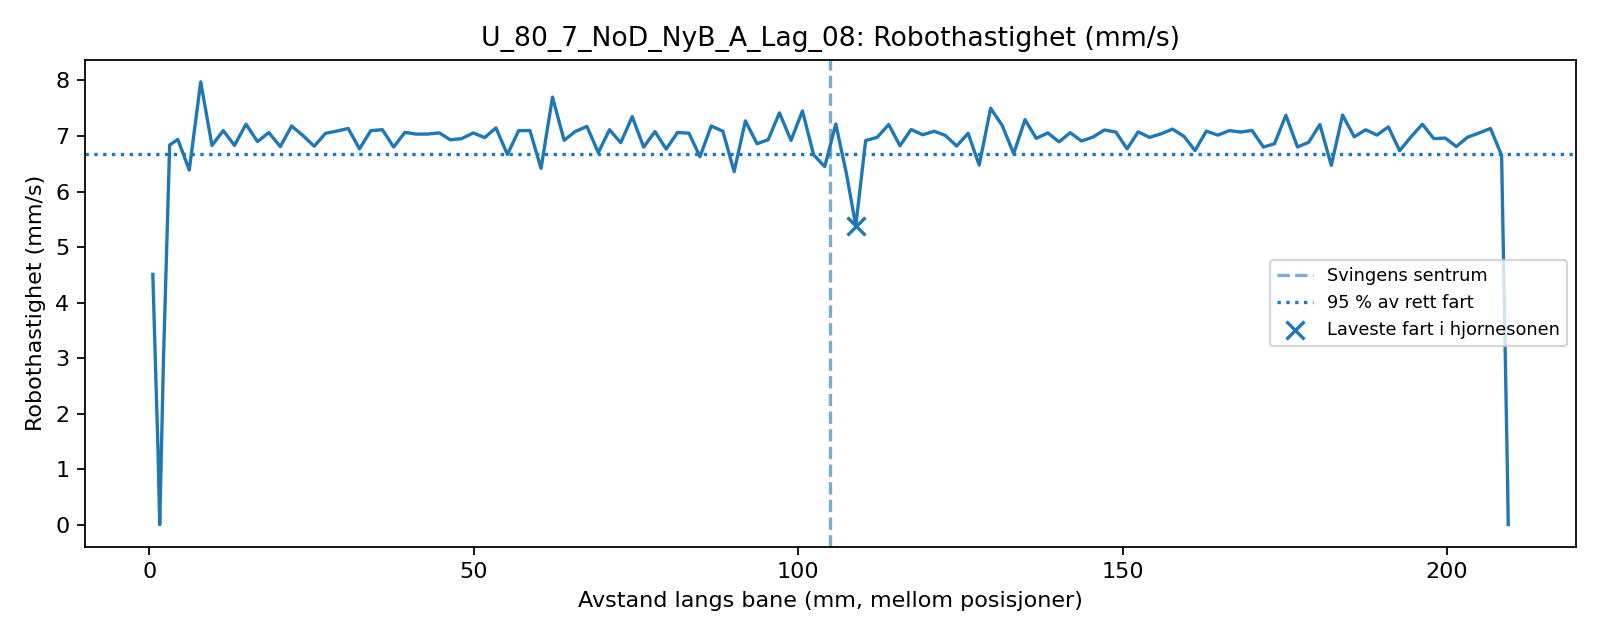 U_80_7_NoD_NyB_A_Lag_08: Robothastighet (mm/s)
Robothastighet (mm/s)
8
7
6
5
4
3
2
1
0
Svingens sentrum
95 % av rett fart
Laveste fart i hjornesonen
0 50 100 150 200
Avstand langs bane (mm, mellom posisjoner)